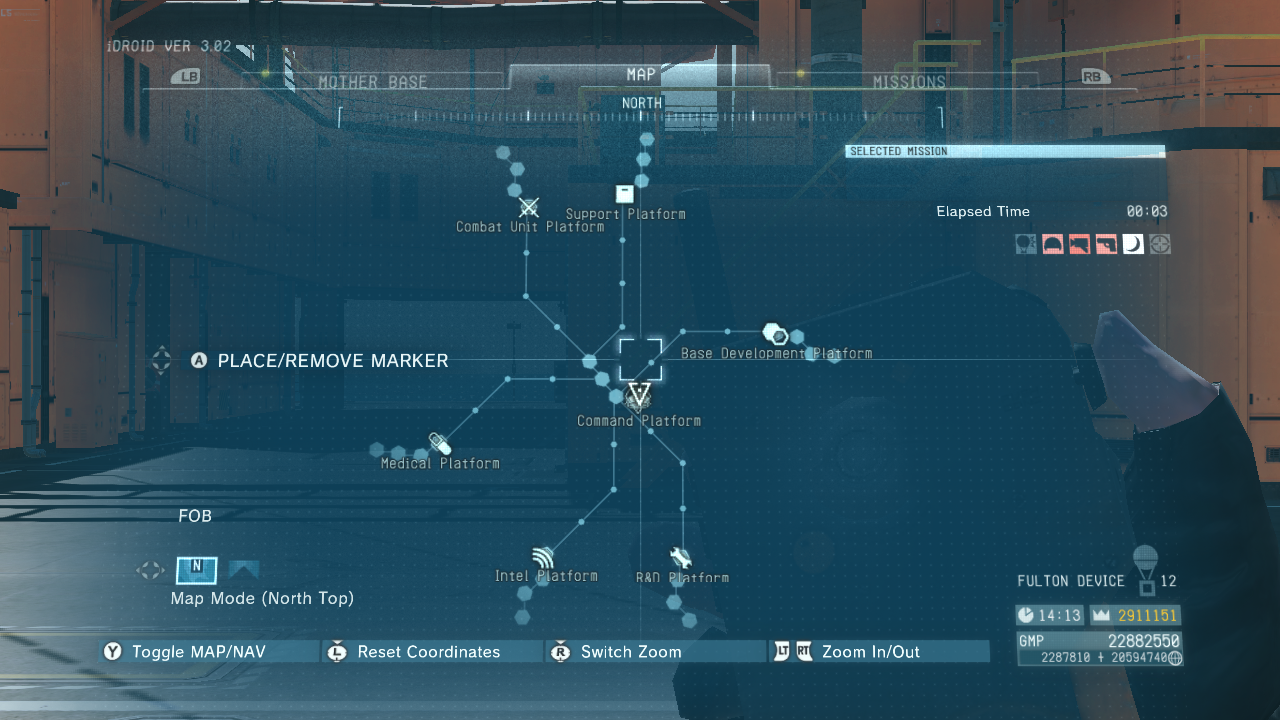 iDROID VER 3.02
LB
MOTHER BASE
MAP
MISSIONS
RB
NORTH
SELECTED MISSION
Elapsed Time 00:03
Support Platform
Combat Unit Platform
Base Development Platform
A PLACE/REMOVE MARKER
Command Platform
Medical Platform
FOB
N
Map Mode (North Top)
Intel Platform
R&D Platform
FULTON DEVICE 12
14:13 2911151
GMP 22882550
2287810 + 20594740
Y Toggle MAP/NAV
L Reset Coordinates
R Switch Zoom
LT RT Zoom In/Out